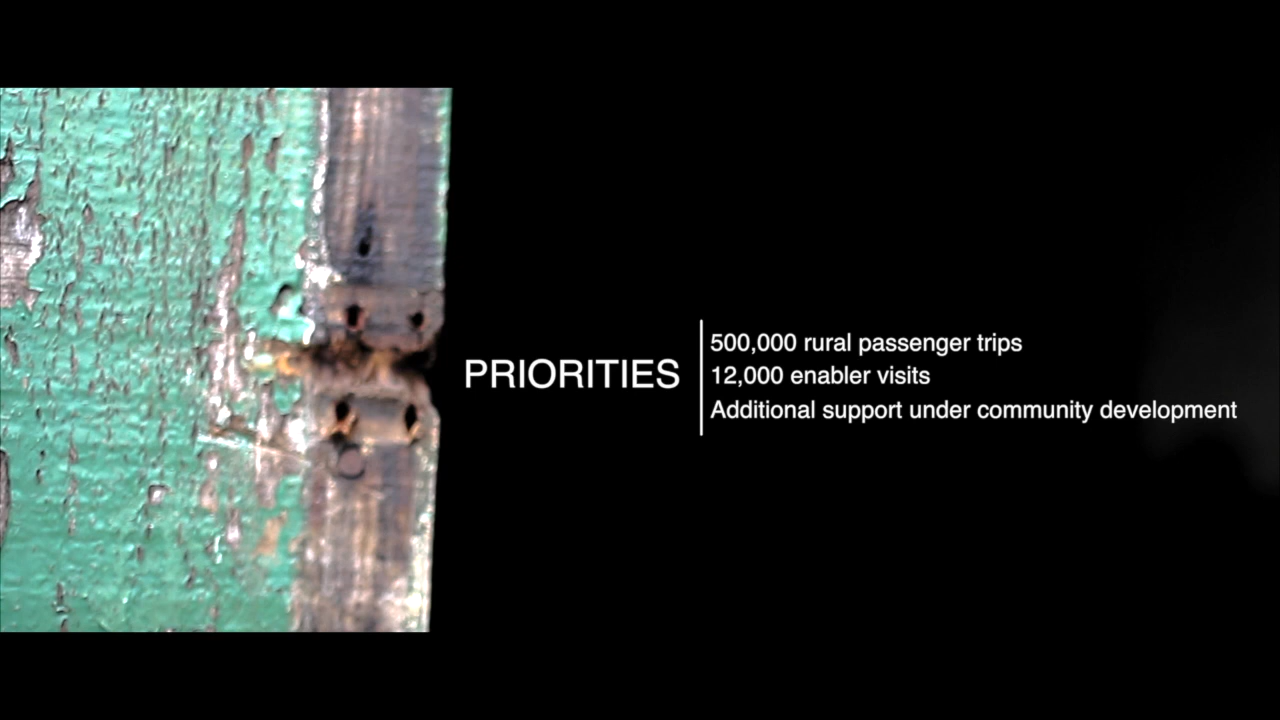 PRIORITIES
500,000 rural passenger trips
12,000 enabler visits
Additional support under community development